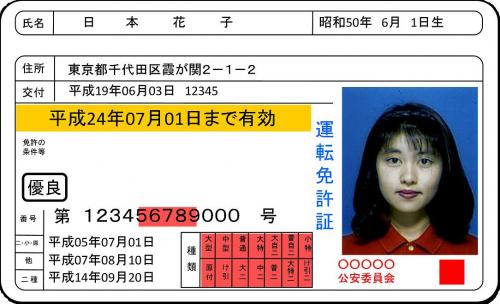 氏名 日本花子 昭和50年 6月 1日生
住所 東京都千代田区霞が関2-1-2
交付 平成19年06月03日 12345
平成24年07月01日まで有効
免許の
条件等
優良
番号 第 123456789000 号
二・小・原 平成05年07月01日
他 平成07年08月10日
二種 平成14年09月20日
種類
大型 中型 普通 大特 大自二 普自二 小特
原付 け引 大二 中二 普二 大特二 け引二
運転免許証
○○○○○
公安委員会